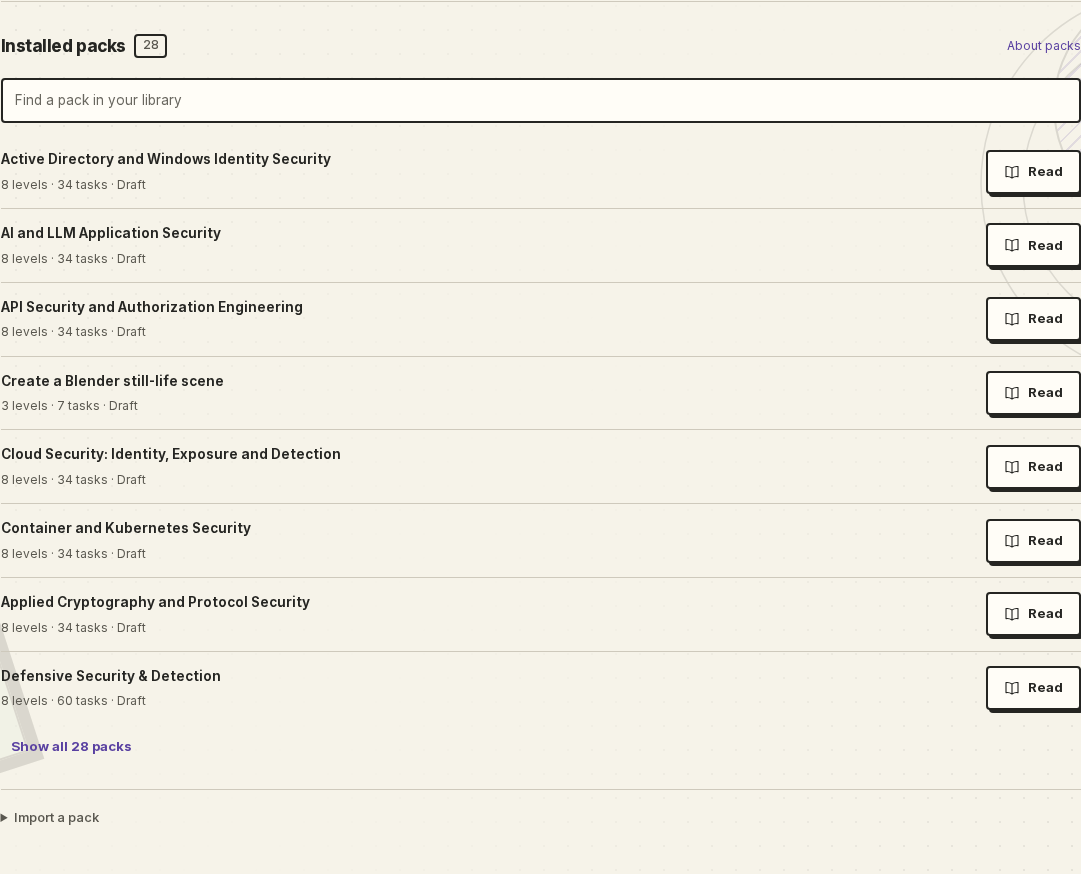 Installed packs 28
About packs
Find a pack in your library
Active Directory and Windows Identity Security
8 levels · 34 tasks · Draft
Read
AI and LLM Application Security
8 levels · 34 tasks · Draft
Read
API Security and Authorization Engineering
8 levels · 34 tasks · Draft
Read
Create a Blender still-life scene
3 levels · 7 tasks · Draft
Read
Cloud Security: Identity, Exposure and Detection
8 levels · 34 tasks · Draft
Read
Container and Kubernetes Security
8 levels · 34 tasks · Draft
Read
Applied Cryptography and Protocol Security
8 levels · 34 tasks · Draft
Read
Defensive Security & Detection
8 levels · 60 tasks · Draft
Read
Show all 28 packs
Import a pack